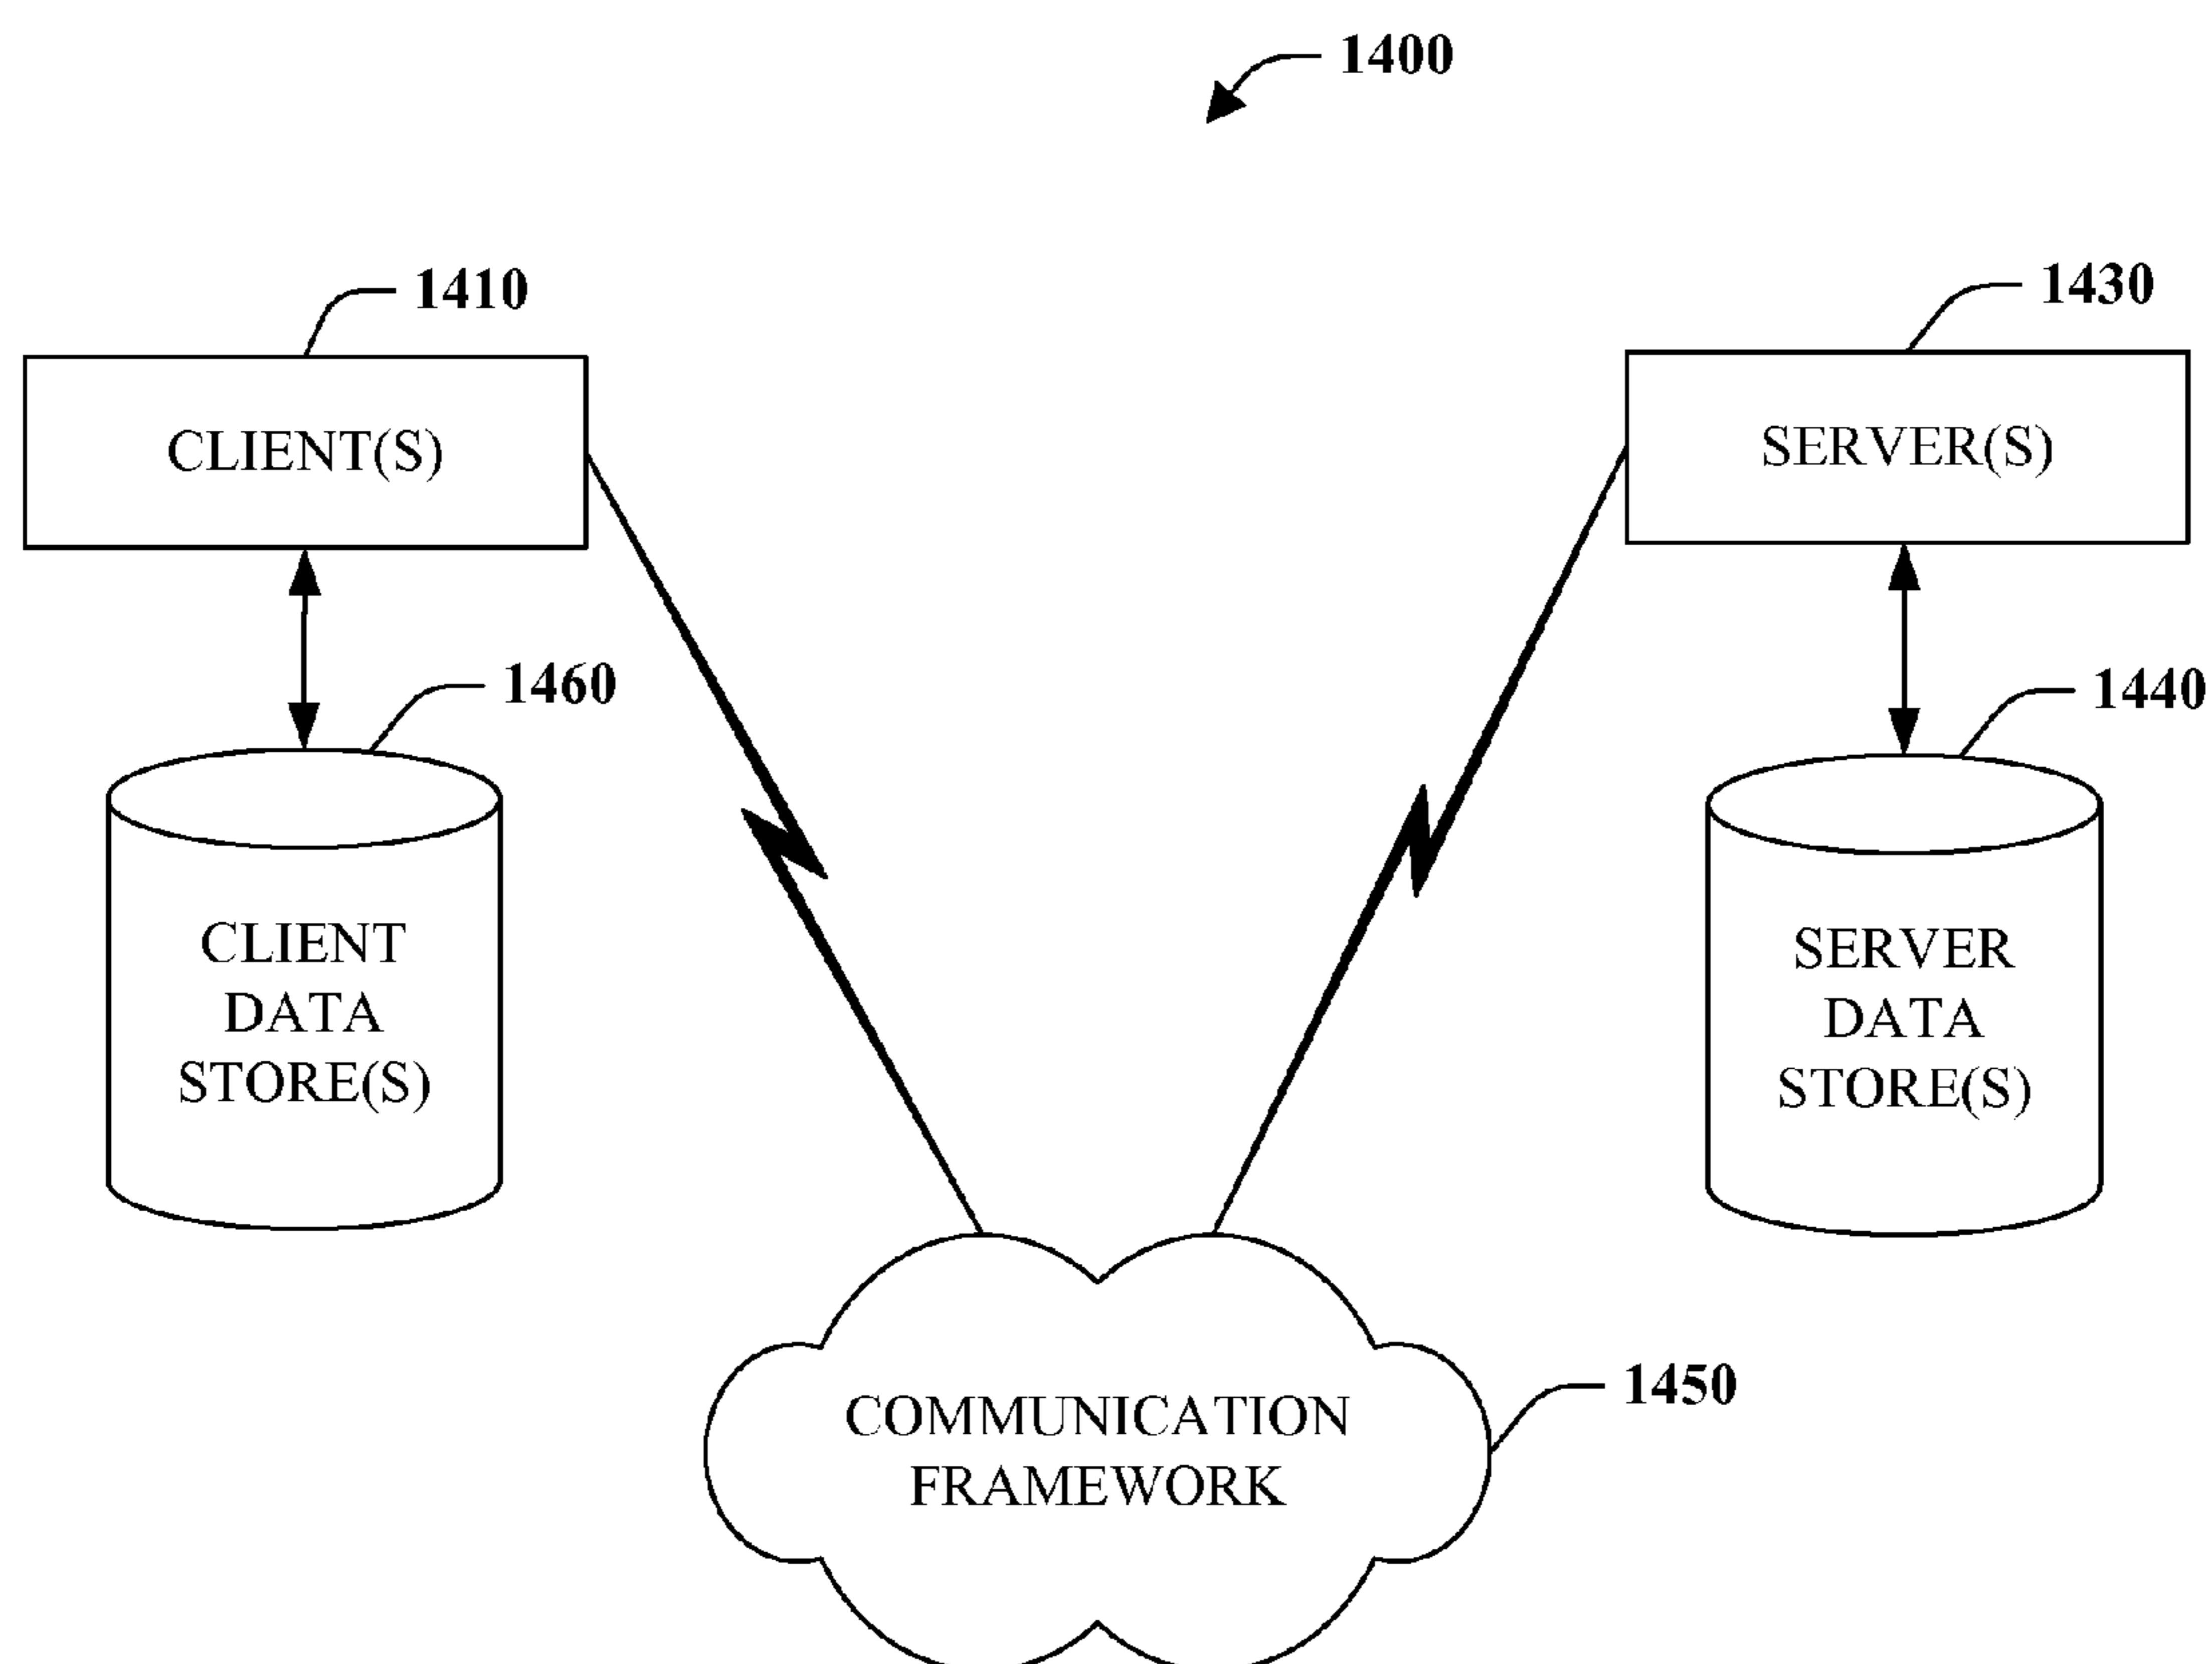 1400
1410
1430
CLIENT(S)
SERVER(S)
1460
1440
CLIENT
DATA
STORE(S)
SERVER
DATA
STORE(S)
1450
COMMUNICATION
FRAMEWORK